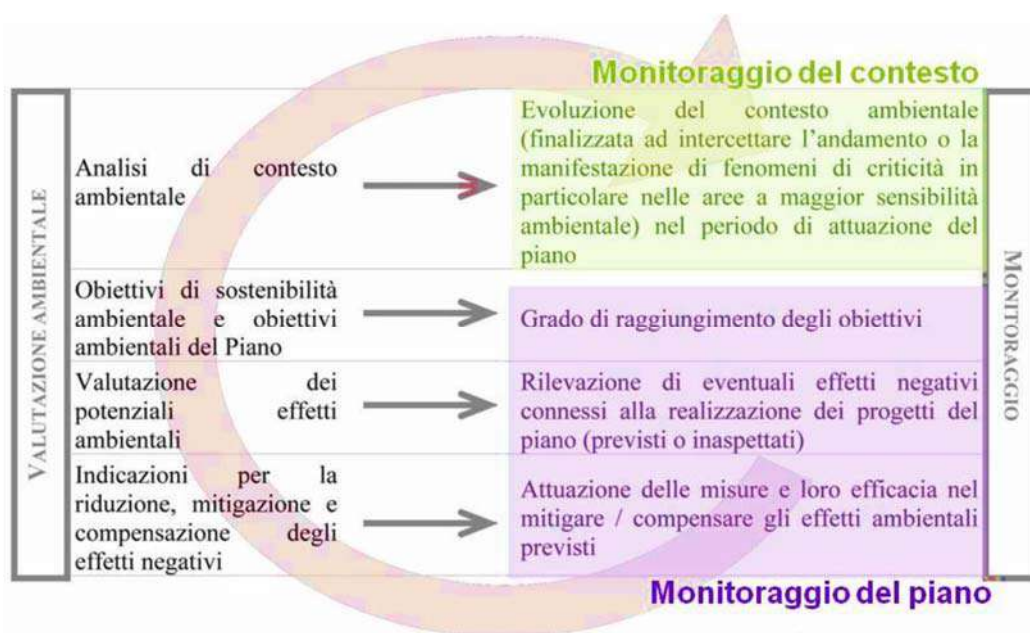 Monitoraggio del contesto
VALUTAZIONE AMBIENTALE
Analisi di contesto
ambientale
Evoluzione del contesto ambientale
(finalizzata ad intercettare l'andamento o la
manifestazione di fenomeni di criticità in
particolare nelle aree a maggior sensibilità
ambientale) nel periodo di attuazione del
piano
Obiettivi di sostenibilità
ambientale e obiettivi
ambientali del Piano
Grado di raggiungimento degli obiettivi
Valutazione dei
potenziali effetti
ambientali
Rilevazione di eventuali effetti negativi
connessi alla realizzazione dei progetti del
piano (previsti o inaspettati)
Indicazioni per la
riduzione, mitigazione e
compensazione degli
effetti negativi
Attuazione delle misure e loro efficacia nel
mitigare / compensare gli effetti ambientali
previsti
MONITORAGGIO
Monitoraggio del piano